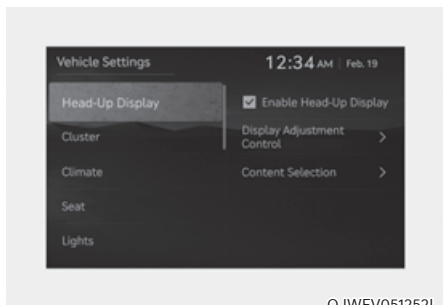 Vehicle Settings
12:34 AM Feb. 19
Head-Up Display
Enable Head-Up Display
Cluster
Display Adjustment
Control
Climate
Content Selection
Seat
Lights